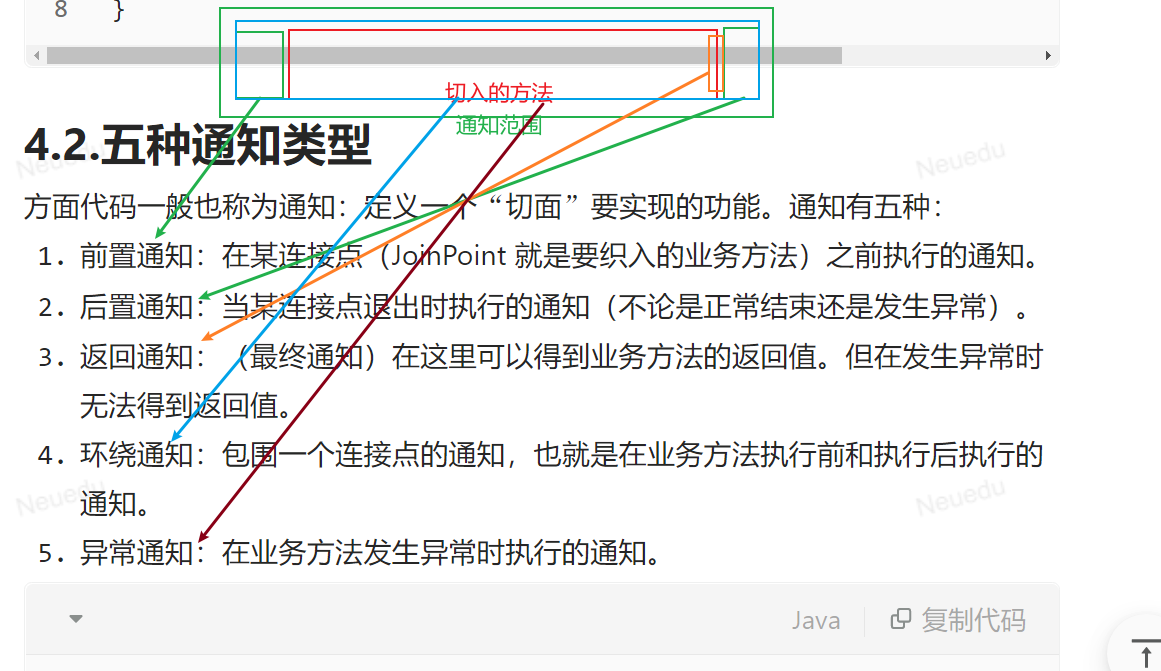 8 }
切入的方法
通知范围
4.2.五种通知类型
方面代码一般也称为通知：定义一个“切面”要实现的功能。通知有五种：
1. 前置通知：在某连接点（JoinPoint 就是要织入的业务方法）之前执行的通知。
2. 后置通知：当某连接点退出时执行的通知（不论是正常结束还是发生异常）。
3. 返回通知：（最终通知）在这里可以得到业务方法的返回值。但在发生异常时
无法得到返回值。
4. 环绕通知：包围一个连接点的通知，也就是在业务方法执行前和执行后执行的
通知。
5. 异常通知：在业务方法发生异常时执行的通知。
Java 复制代码
Neuedu
Neuedu
Neuedu
Neuedu